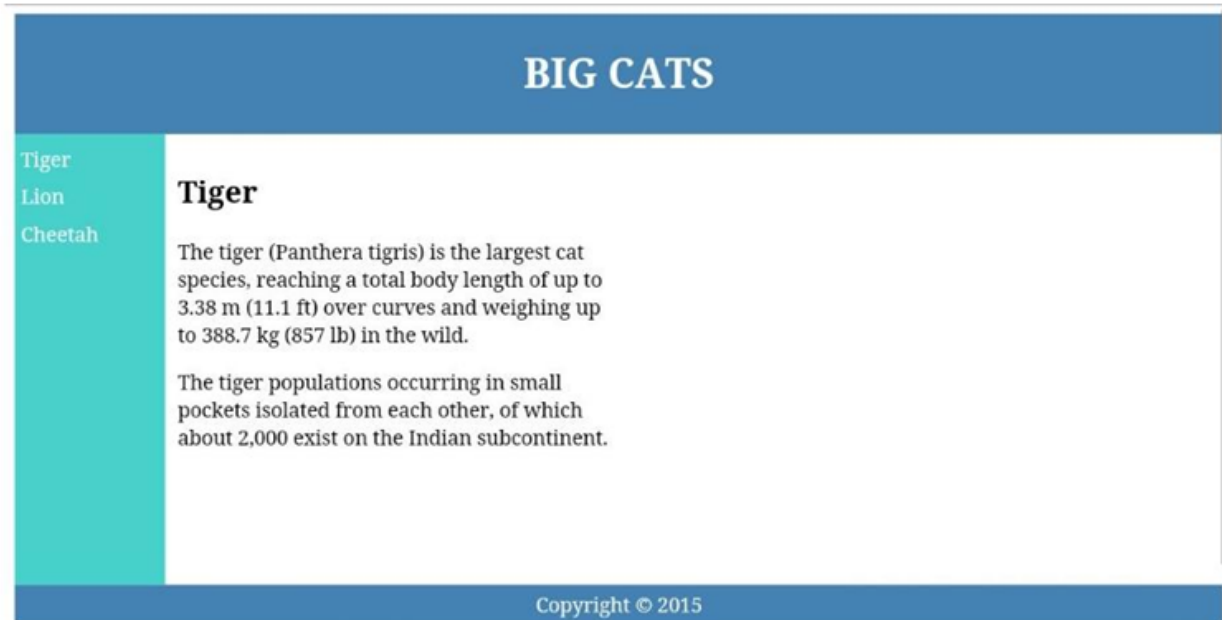 BIG CATS
Tiger
Lion
Cheetah
Tiger
The tiger (Panthera tigris) is the largest cat
species, reaching a total body length of up to
3.38 m (11.1 ft) over curves and weighing up
to 388.7 kg (857 lb) in the wild.
The tiger populations occurring in small
pockets isolated from each other, of which
about 2,000 exist on the Indian subcontinent.
Copyright © 2015